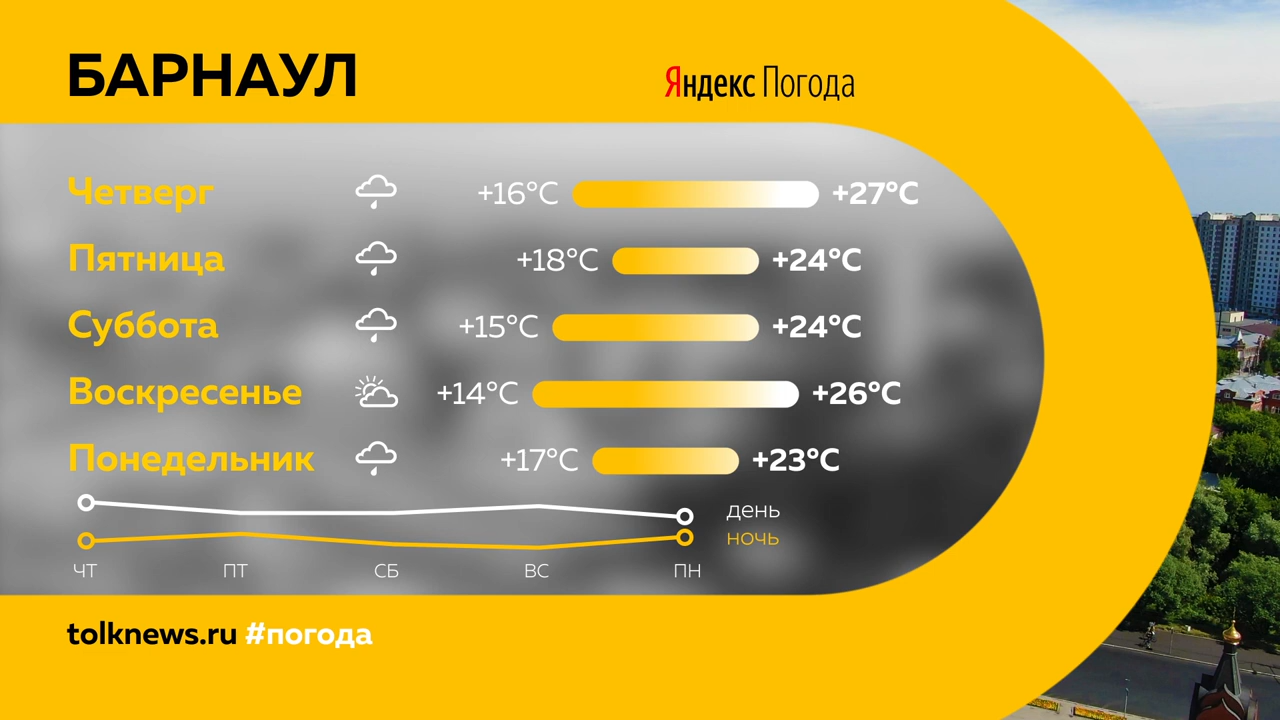 БАРНАУЛ
Яндекс Погода
Четверг +16°C +27°C
Пятница +18°C +24°C
Суббота +15°C +24°C
Воскресенье +14°C +26°C
Понедельник +17°C +23°C
день
ночь
ЧТ ПТ СБ ВС ПН
tolknews.ru #погода